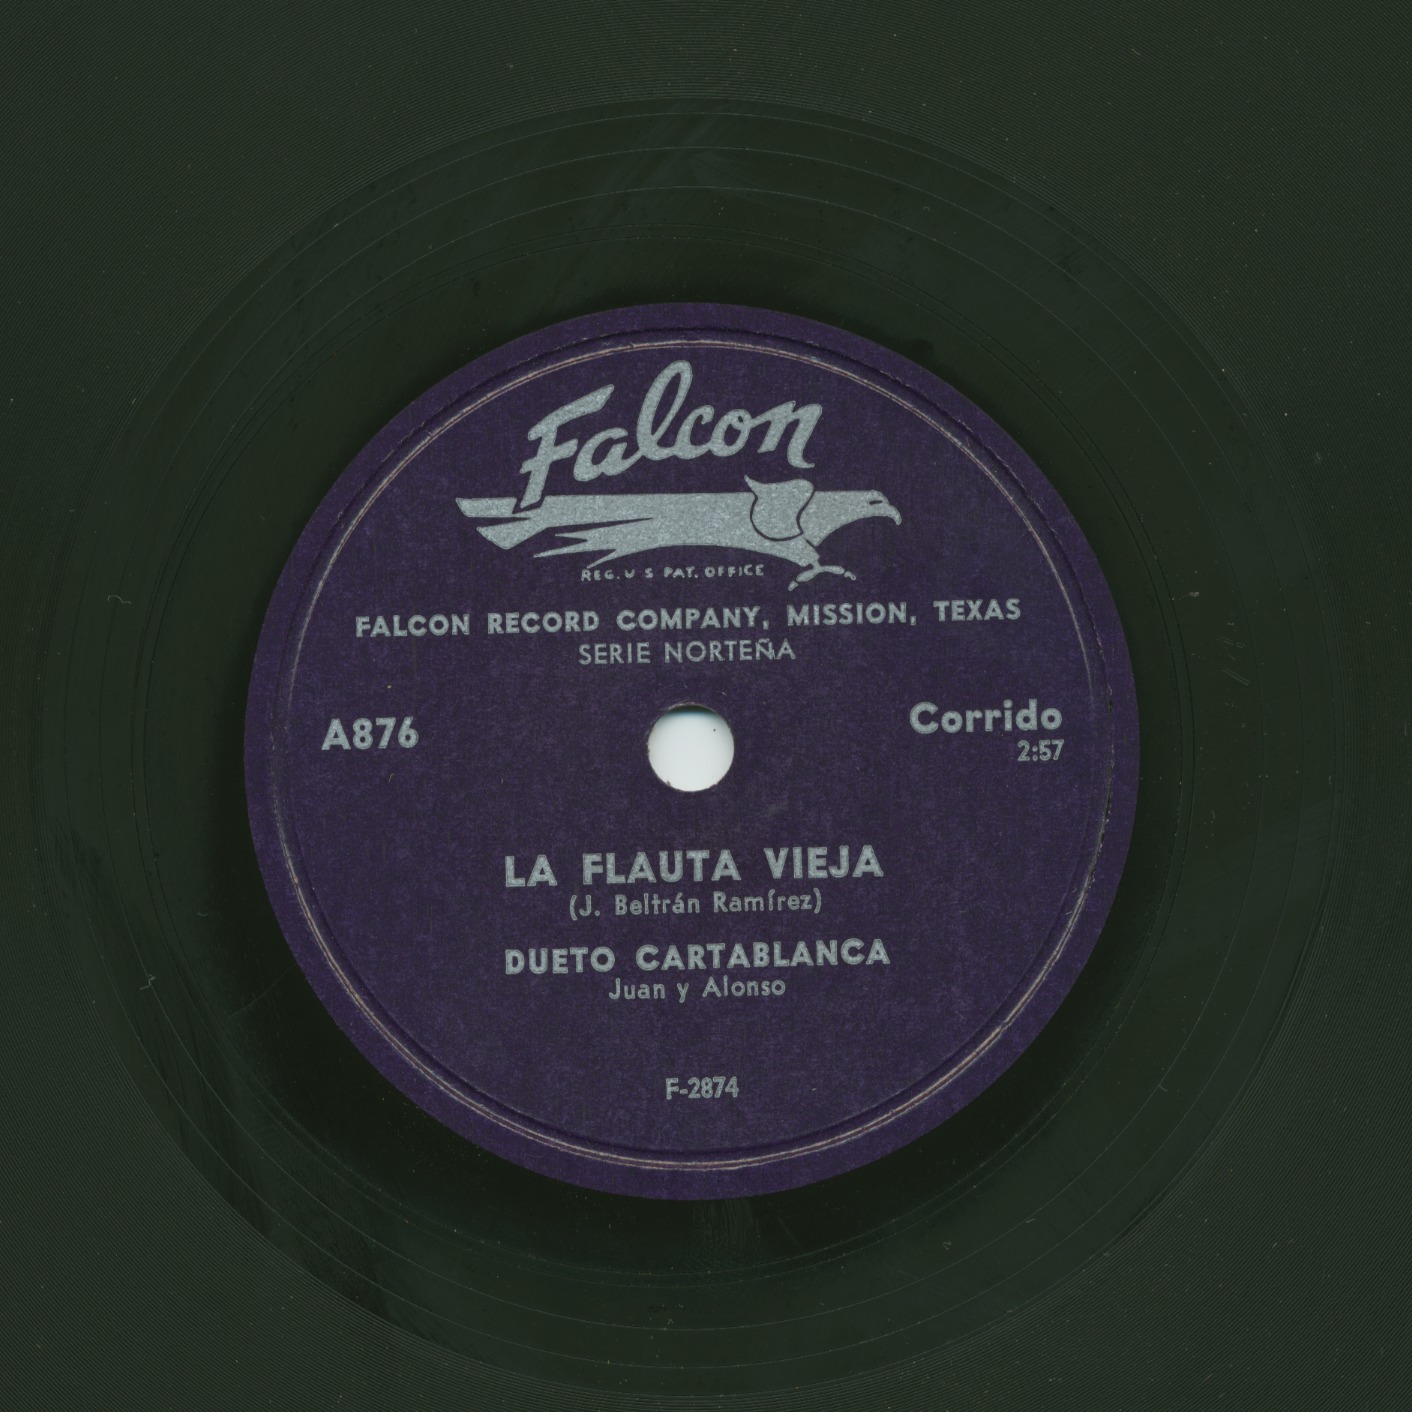 Falcon
REG. U S PAT. OFFICE
FALCON RECORD COMPANY, MISSION, TEXAS
SERIE NORTEÑA
A876
Corrido
2:57
LA FLAUTA VIEJA
(J. Beltrán Ramírez)
DUETO CARTABLANCA
Juan y Alonso
F-2874